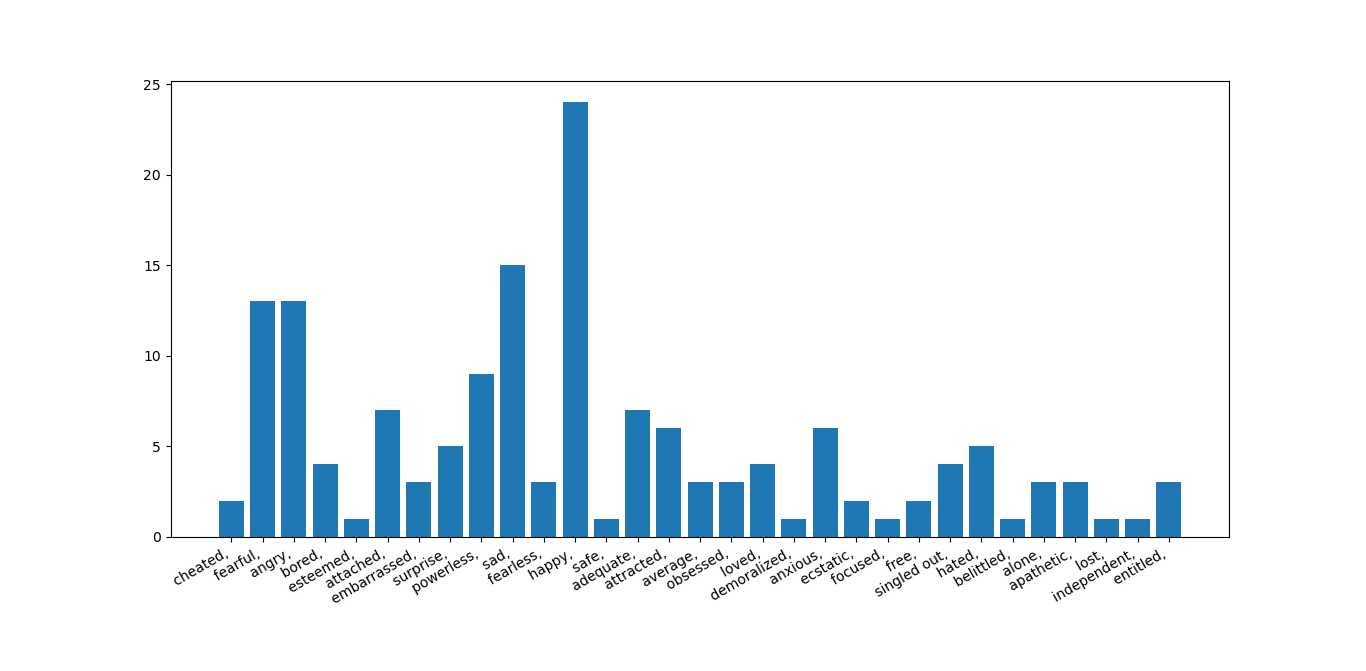 25
20
15
10
5
0
cheated,
fearful,
angry,
bored,
esteemed,
attached,
embarrassed,
surprise,
powerless,
sad,
fearless,
happy,
safe,
adequate,
attracted,
average,
obsessed,
loved,
demoralized,
anxious,
ecstatic,
focused,
free,
singled out,
hated,
belittled,
alone,
apathetic,
lost,
independent,
entitled,